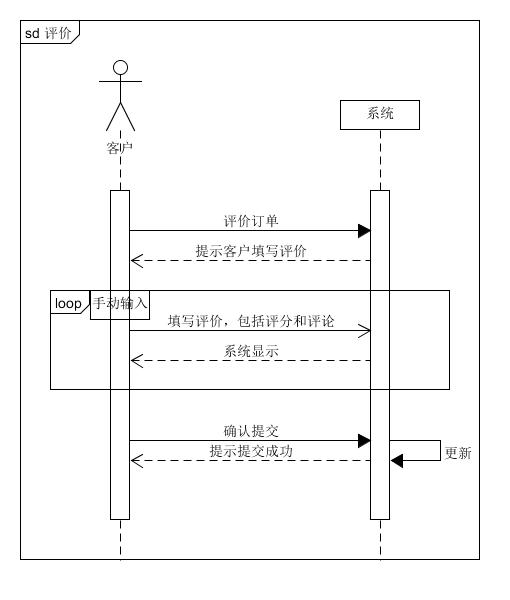 sd 评价
系统
客户
评价订单
提示客户填写评价
loop 手动输入
填写评价，包括评分和评论
系统显示
确认提交
提示提交成功
更新